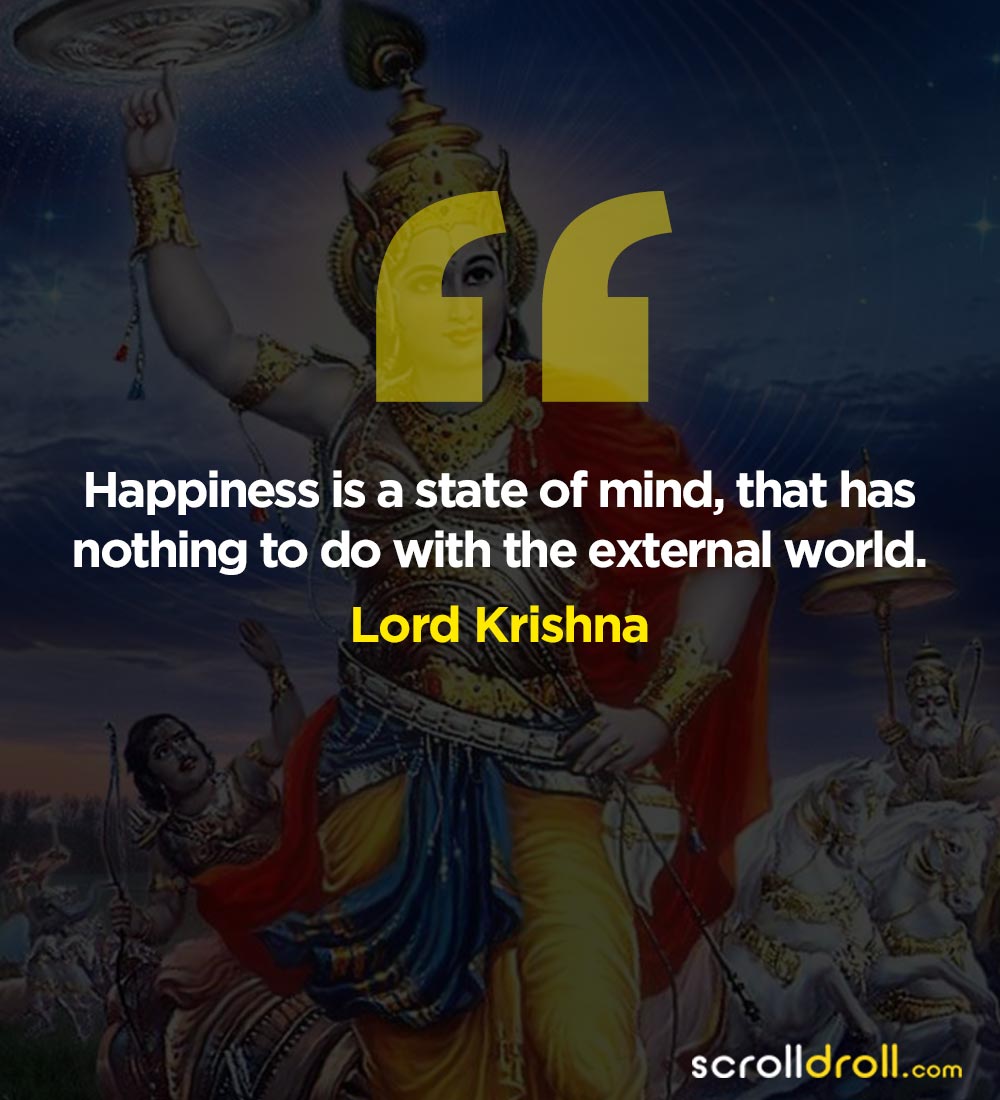 Happiness is a state of mind, that has
nothing to do with the external world.
Lord Krishna
scrolldroll.com